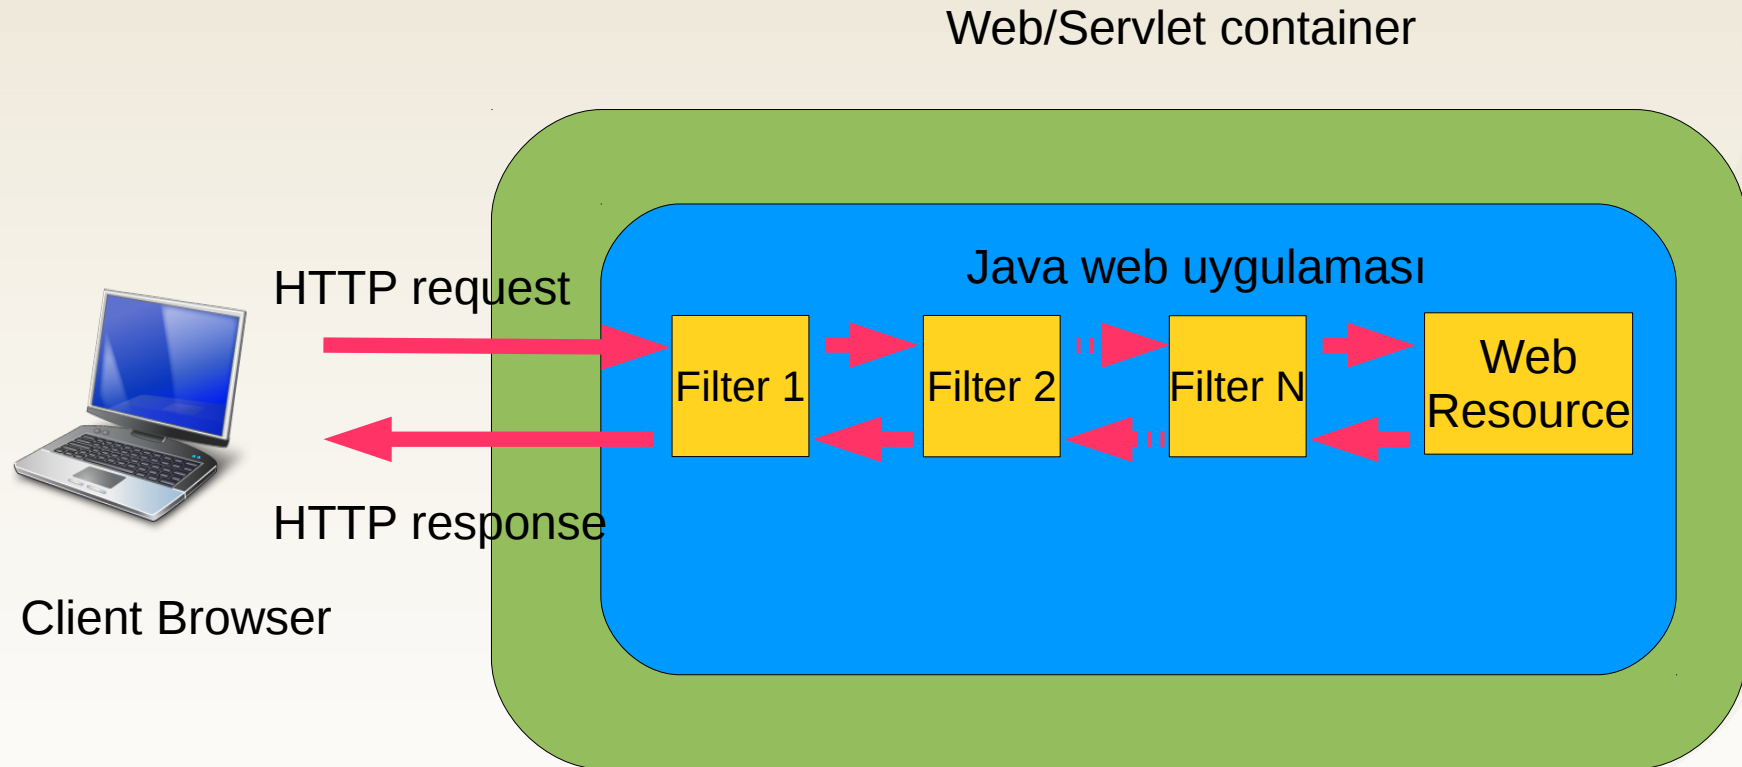 Web/Servlet container
Java web uygulaması
HTTP request
Filter 1
Filter 2
Filter N
Web
Resource
HTTP response
Client Browser